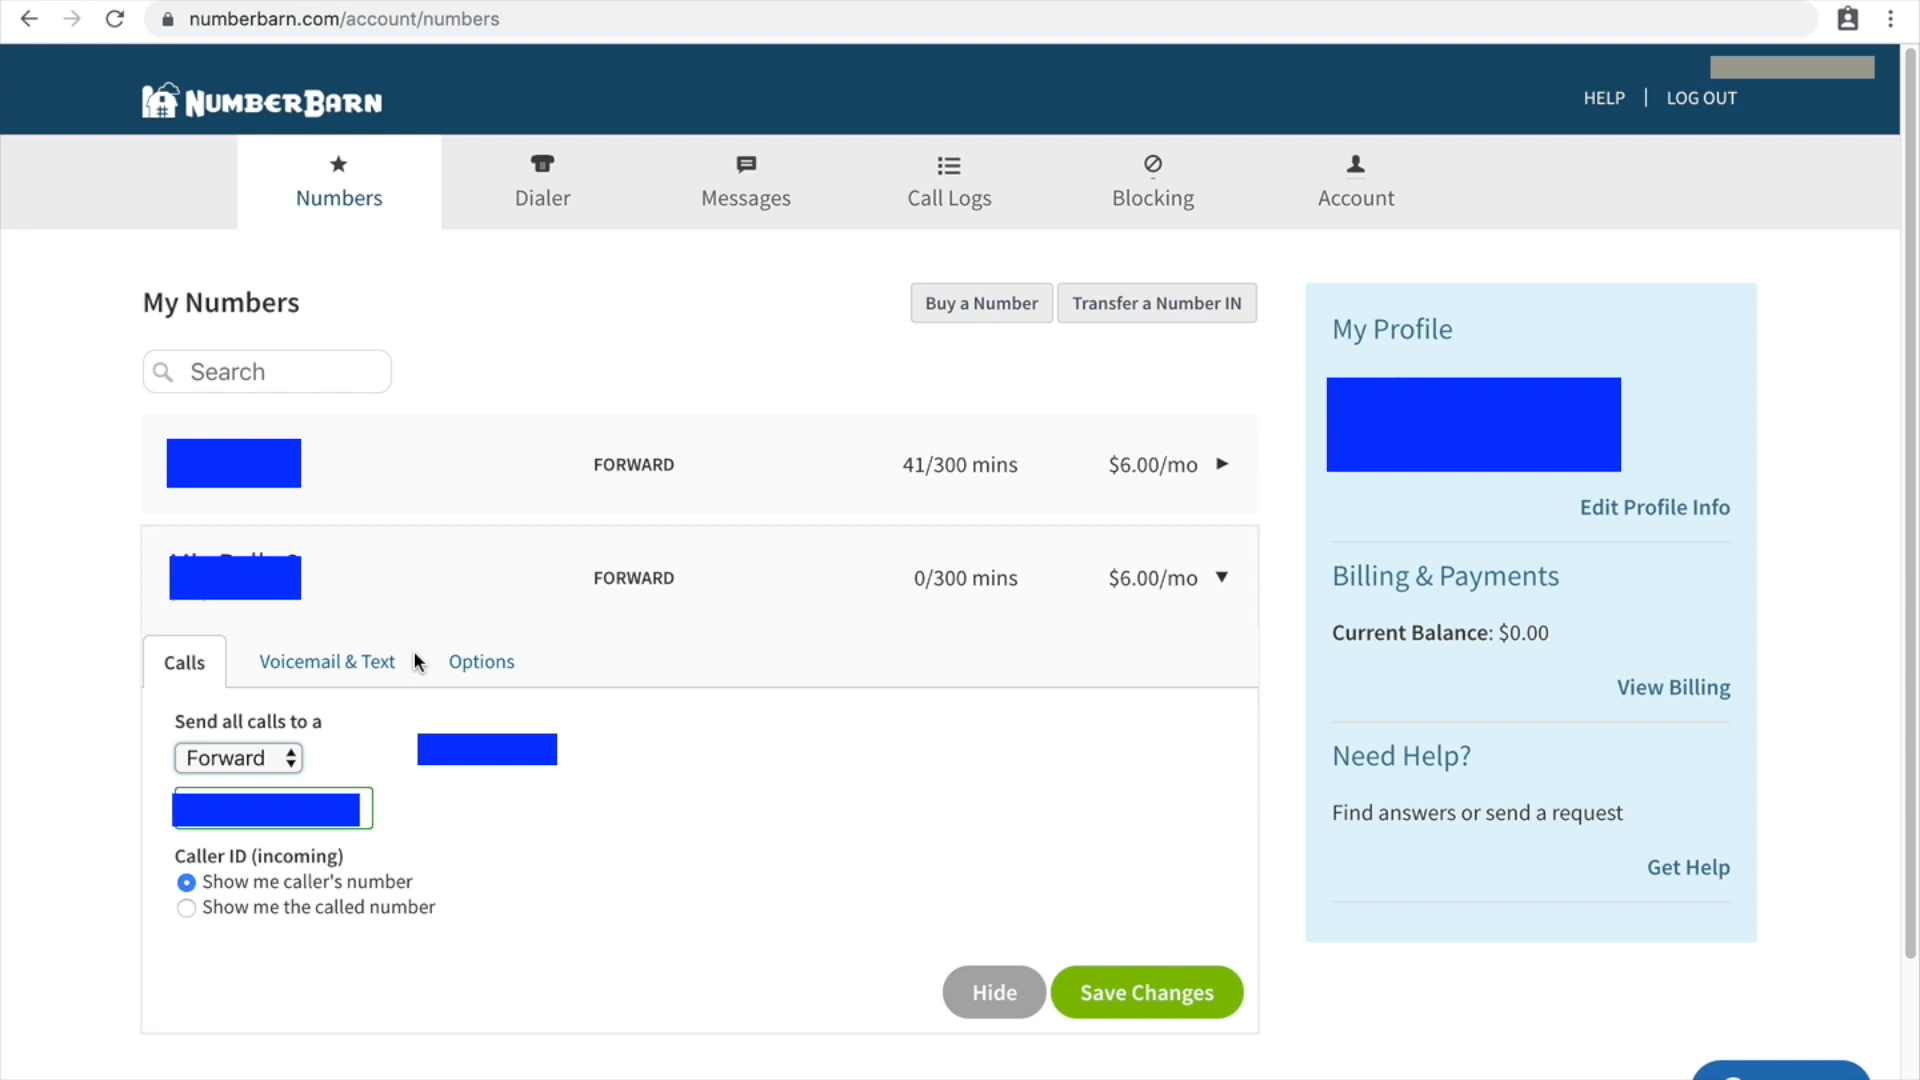 numberbarn.com/account/numbers
NUMBERBARN
HELP | LOG OUT
Numbers
Dialer
Messages
Call Logs
Blocking
Account
My Numbers
Buy a Number
Transfer a Number IN
Search
FORWARD
41/300 mins
$6.00/mo
FORWARD
0/300 mins
$6.00/mo
Calls
Voicemail & Text
Options
Send all calls to a
Forward
Caller ID (incoming)
Show me caller's number
Show me the called number
Hide
Save Changes
My Profile
Edit Profile Info
Billing & Payments
Current Balance: $0.00
View Billing
Need Help?
Find answers or send a request
Get Help